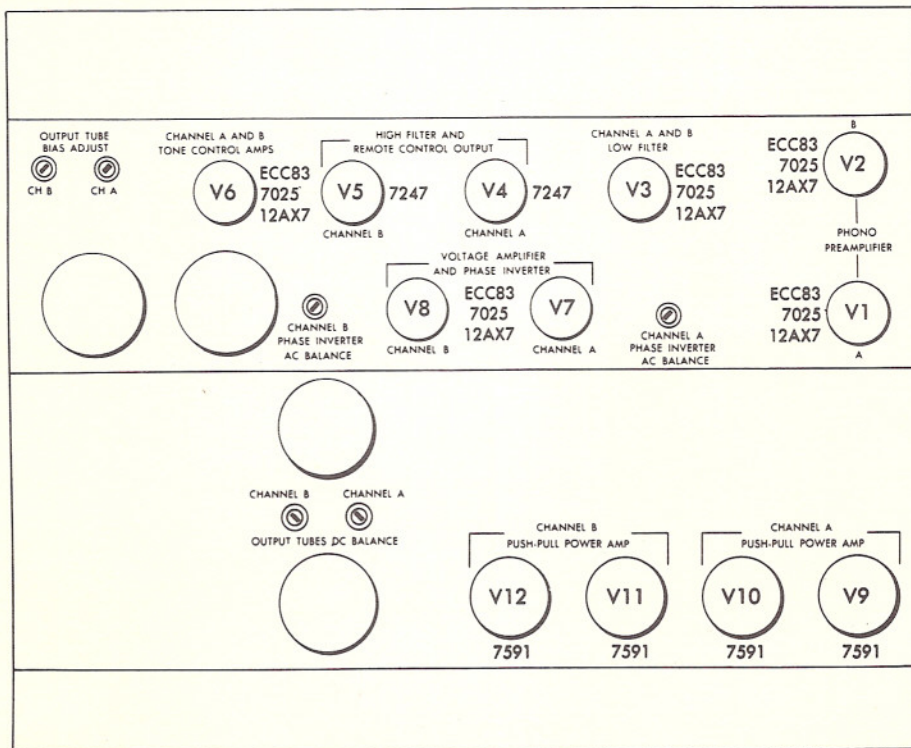 OUTPUT TUBE
BIAS ADJUST
CH B
CH A
CHANNEL A AND B
TONE CONTROL AMPS
V6
ECC83
7025
12AX7
HIGH FILTER AND
REMOTE CONTROL OUTPUT
V5
7247
CHANNEL B
V4
7247
CHANNEL A
CHANNEL A AND B
LOW FILTER
V3
ECC83
7025
12AX7
B
ECC83
7025
12AX7
V2
PHONO
PREAMPLIFIER
ECC83
7025
12AX7
V1
A
CHANNEL B
PHASE INVERTER
AC BALANCE
VOLTAGE AMPLIFIER
AND PHASE INVERTER
V8
CHANNEL B
ECC83
7025
12AX7
V7
CHANNEL A
CHANNEL A
PHASE INVERTER
AC BALANCE
CHANNEL B
CHANNEL A
OUTPUT TUBES DC BALANCE
CHANNEL B
PUSH-PULL POWER AMP
V12
7591
V11
7591
CHANNEL A
PUSH-PULL POWER AMP
V10
7591
V9
7591